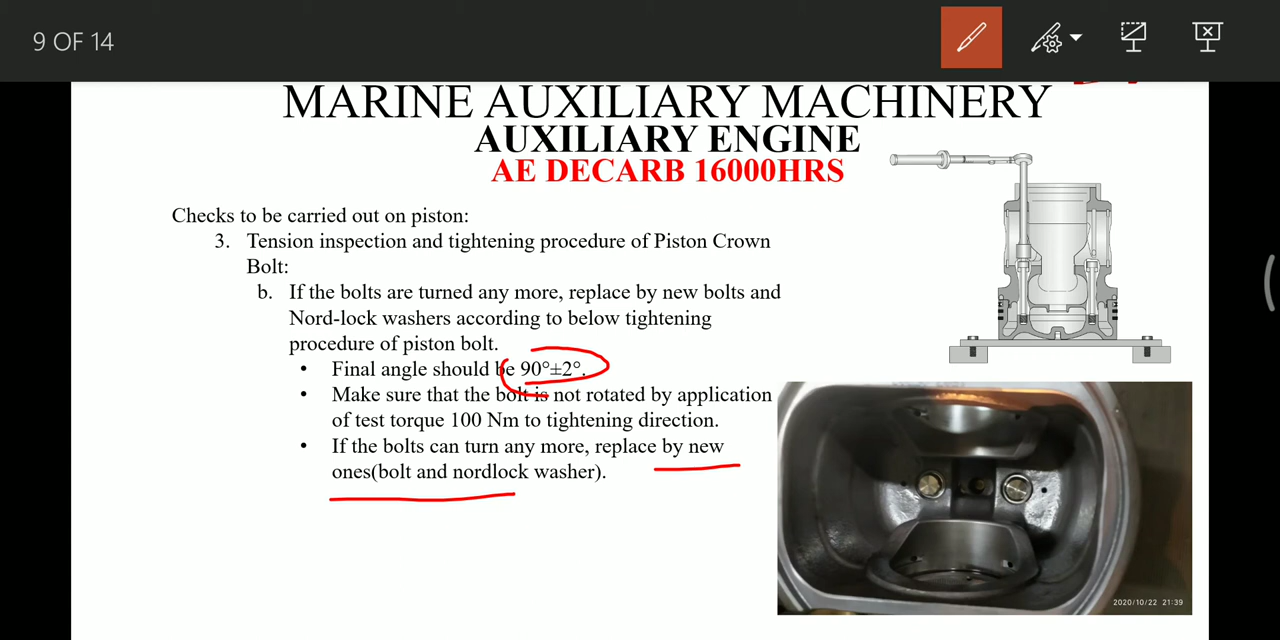 9 OF 14
MARINE AUXILIARY MACHINERY
AUXILIARY ENGINE
AE DECARB 16000HRS
Checks to be carried out on piston:
3. Tension inspection and tightening procedure of Piston Crown
Bolt:
b. If the bolts are turned any more, replace by new bolts and
Nord-lock washers according to below tightening
procedure of piston bolt.
• Final angle should be 90°±2°.
• Make sure that the bolt is not rotated by application
of test torque 100 Nm to tightening direction.
• If the bolts can turn any more, replace by new
ones(bolt and nordlock washer).
2020/10/22 21:39